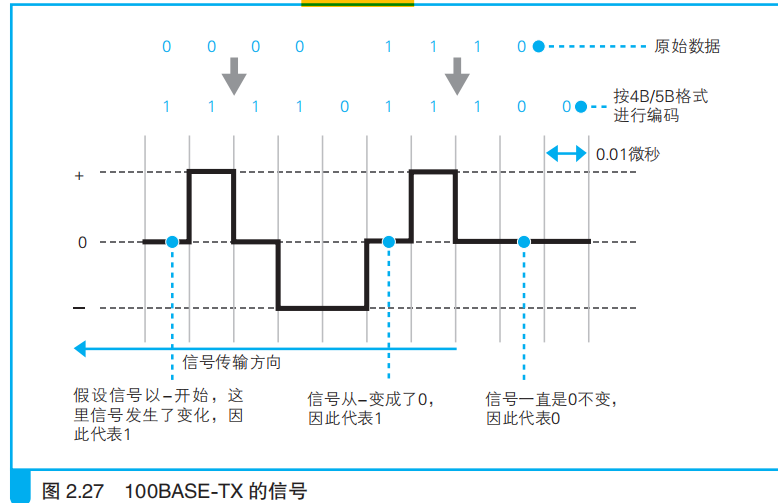 0 0 0 0 1 1 1 0 原始数据
1 1 1 1 0 1 1 1 0 0 按4B/5B格式
进行编码
0.01微秒
+
0
−
信号传输方向
假设信号以−开始，这
里信号发生了变化，因
此代表1
信号从−变成了0，
因此代表1
信号一直是0不变，
因此代表0
图 2.27 100BASE-TX 的信号